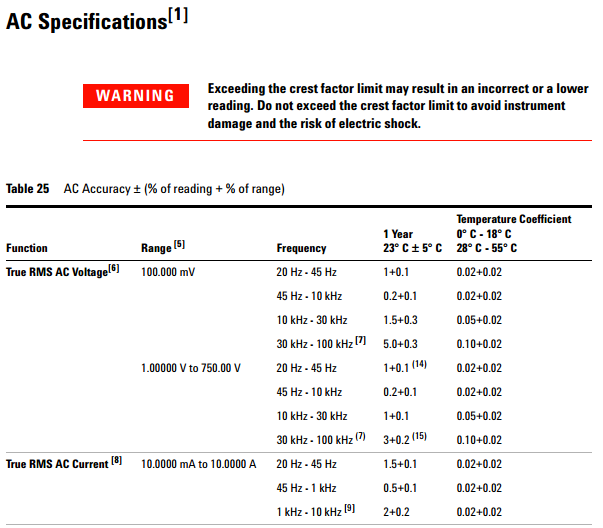 AC Specifications[1]
WARNING
Exceeding the crest factor limit may result in an incorrect or a lower
reading. Do not exceed the crest factor limit to avoid instrument
damage and the risk of electric shock.
Table 25 AC Accuracy ± (% of reading + % of range)
Function Range [5] Frequency 1 Year 23° C ± 5° C Temperature Coefficient 0° C - 18° C 28° C - 55° C
True RMS AC Voltage[6] 100.000 mV 20 Hz - 45 Hz 1+0.1 0.02+0.02
45 Hz - 10 kHz 0.2+0.1 0.02+0.02
10 kHz - 30 kHz 1.5+0.3 0.05+0.02
30 kHz - 100 kHz [7] 5.0+0.3 0.10+0.02
1.00000 V to 750.00 V 20 Hz - 45 Hz 1+0.1 (14) 0.02+0.02
45 Hz - 10 kHz 0.2+0.1 0.02+0.02
10 kHz - 30 kHz 1+0.1 0.05+0.02
30 kHz - 100 kHz (7) 3+0.2 (15) 0.10+0.02
True RMS AC Current [8] 10.0000 mA to 10.0000 A 20 Hz - 45 Hz 1.5+0.1 0.02+0.02
45 Hz - 1 kHz 0.5+0.1 0.02+0.02
1 kHz - 10 kHz [9] 2+0.2 0.02+0.02